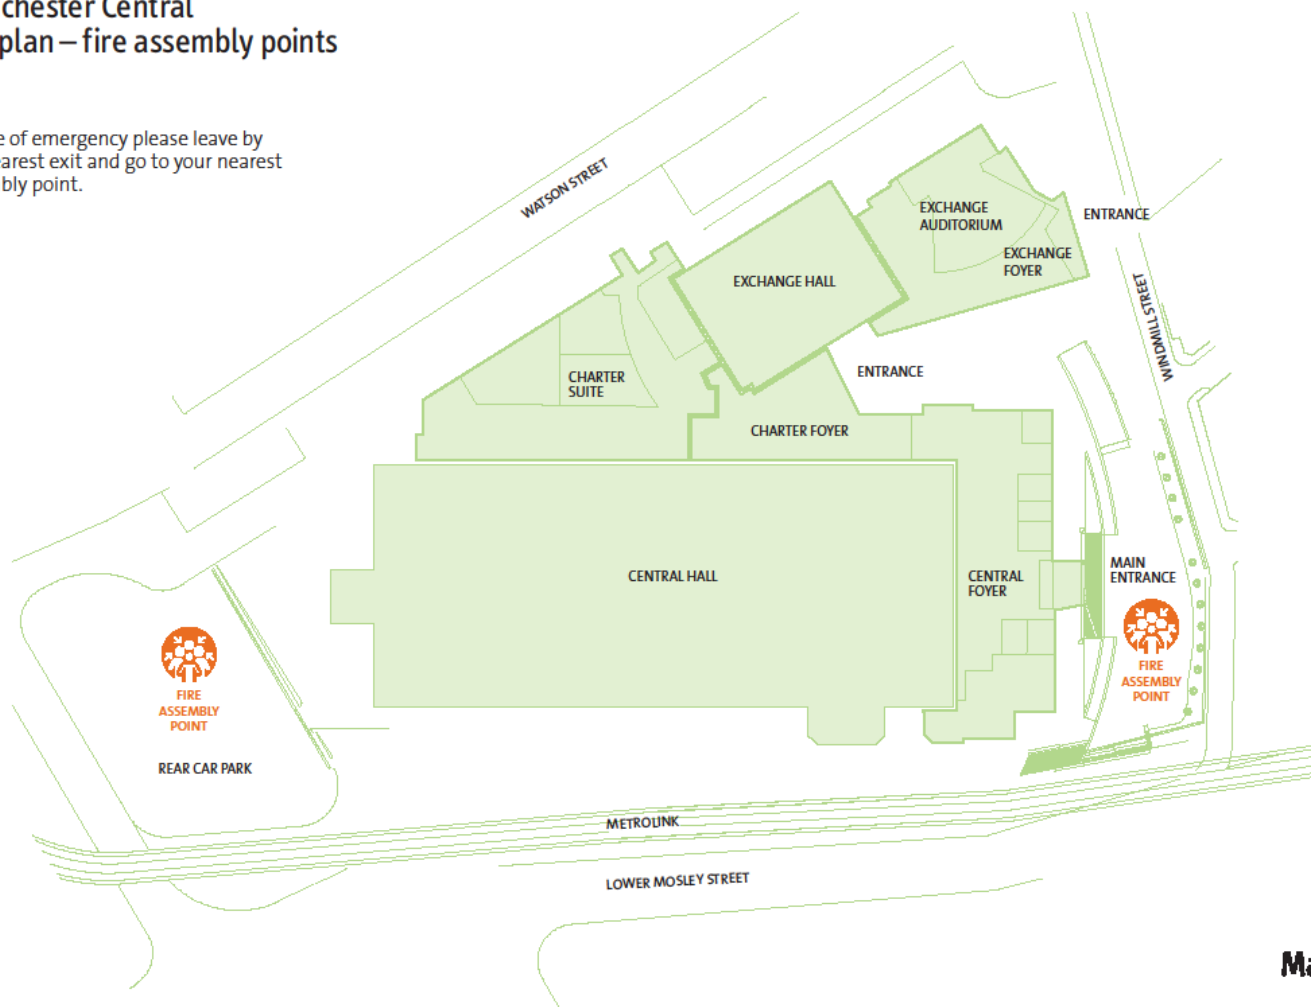 chester Central
plan – fire assembly points
e of emergency please leave by
earest exit and go to your nearest
bly point.
WATSON STREET
EXCHANGE
AUDITORIUM
ENTRANCE
EXCHANGE
FOYER
EXCHANGE HALL
WINDMILL STREET
CHARTER
SUITE
ENTRANCE
CHARTER FOYER
CENTRAL HALL
CENTRAL
FOYER
MAIN
ENTRANCE
FIRE
ASSEMBLY
POINT
FIRE
ASSEMBLY
POINT
REAR CAR PARK
METROLINK
LOWER MOSLEY STREET
Ma